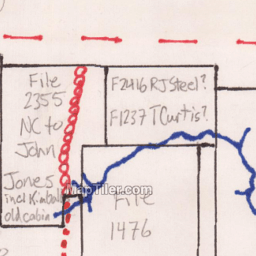 File
2355
NC to
John
Jones
incl Kimball
old cabin
F2416 RJ Steel?
F1237 T Curtis?
MapTiler.com
File
1476